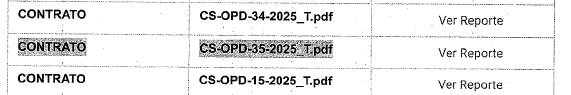 CONTRATO CS-OPD-34-2025_T.pdf Ver Reporte
CONTRATO CS-OPD-35-2025_T.pdf Ver Reporte
CONTRATO CS-OPD-15-2025_T.pdf Ver Reporte